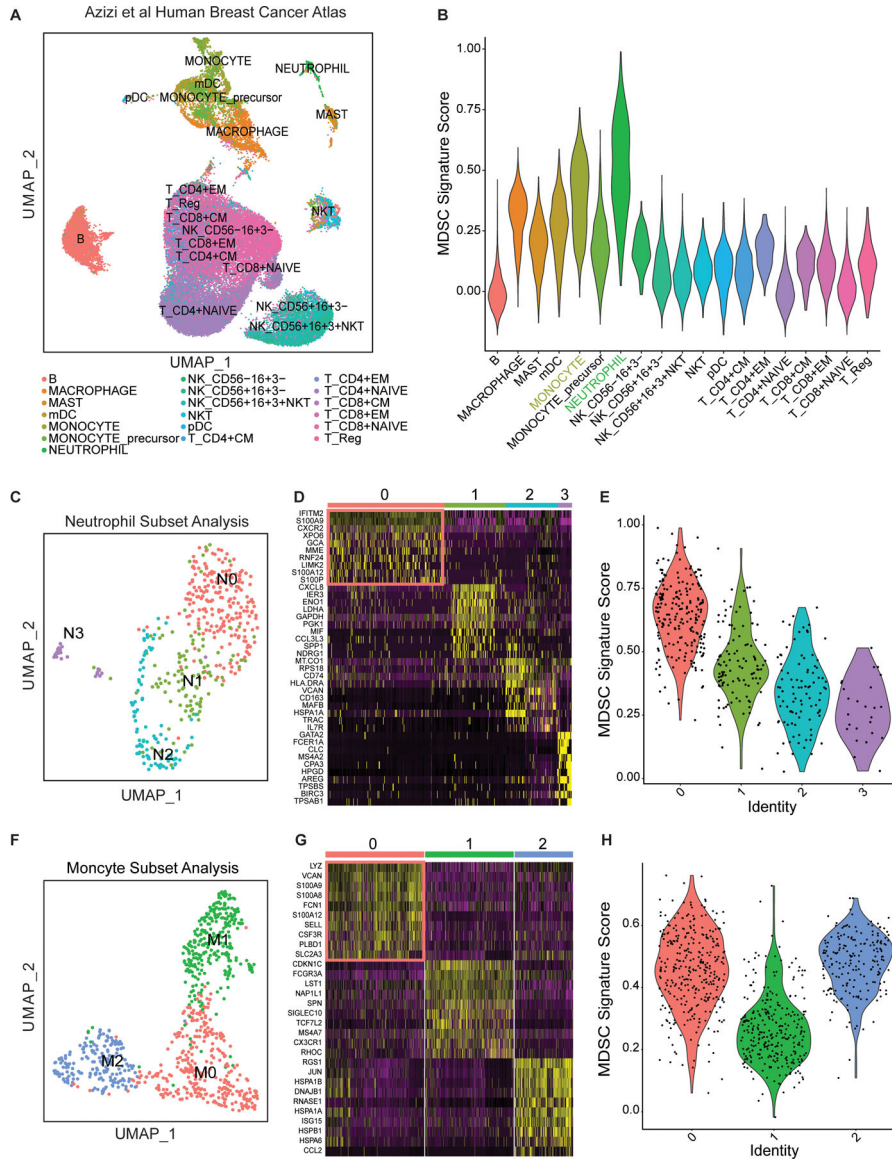 A
Azizi et al Human Breast Cancer Atlas
MONOCYTE
NEUTROPHIL
mDC
pDC
MONOCYTE_precursor
MAST
MACROPHAGE
T_CD4+EM
T_Reg
T_CD8+CM
NKT
NK_CD56−16+3−
B
T_CD8+EM
T_CD4+CM
T_CD8+NAIVE
T_CD4+NAIVE
NK_CD56+16+3−
NK_CD56+16+3+NKT
UMAP_2
UMAP_1
B
MACROPHAGE
MAST
mDC
MONOCYTE
MONOCYTE_precursor
NEUTROPHIL
NK_CD56−16+3−
NK_CD56+16+3−
NK_CD56+16+3+NKT
NKT
pDC
T_CD4+CM
T_CD4+EM
T_CD4+NAIVE
T_CD8+CM
T_CD8+EM
T_CD8+NAIVE
T_Reg
B
MDSC Signature Score
1.00
0.75
0.50
0.25
0.00
B
MACROPHAGE
MAST
mDC
MONOCYTE
MONOCYTE_precursor
NEUTROPHIL
NK_CD56−16+3−
NK_CD56+16+3−
NK_CD56+16+3+NKT
NKT
pDC
T_CD4+CM
T_CD4+EM
T_CD4+NAIVE
T_CD8+CM
T_CD8+EM
T_CD8+NAIVE
T_Reg
C
Neutrophil Subset Analysis
N0
N3
N1
N2
UMAP_2
UMAP_1
D
0 1 2 3
IFITM2
S100A9
CXCR2
XPO6
GCA
MME
RNF24
LIMK2
S100A12
S100P
CXCL8
IER3
ENO1
LDHA
GAPDH
PGK1
MIF
CCL3L3
SPP1
NDRG1
MT.CO1
RPS18
CD74
HLA.DRA
VCAN
CD163
MAFB
HSPA1A
TRAC
IL7R
GATA2
FCER1A
CLC
MS4A2
CPA3
HPGD
AREG
TPSBS
BIRC3
TPSAB1
E
MDSC Signature Score
1.00
0.75
0.50
0.25
0.00
0 1 2 3
Identity
F
Moncyte Subset Analysis
M1
M2
M0
UMAP_2
UMAP_1
G
0 1 2
LYZ
VCAN
S100A9
S100A8
FCN1
S100A12
SELL
CSF3R
PLBD1
SLC2A3
CDKN1C
FCGR3A
LST1
NAP1L1
SPN
SIGLEC10
TCF7L2
MS4A7
CX3CR1
RHOC
RGS1
JUN
HSPA1B
DNAJB1
RNASE1
HSPA1A
ISG15
HSPB1
HSPA6
CCL2
H
MDSC Signature Score
0.6
0.4
0.2
0.0
0 1 2
Identity